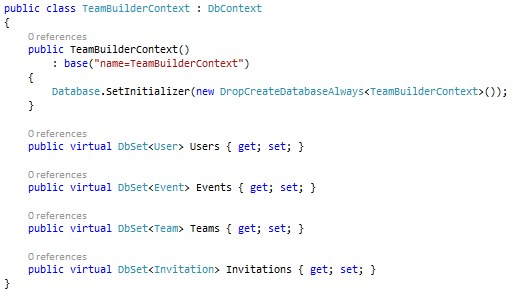 public class TeamBuilderContext : DbContext
{
0 references
public TeamBuilderContext()
: base("name=TeamBuilderContext")
{
Database.SetInitializer(new DropCreateDatabaseAlways<TeamBuilderContext>());
}
0 references
public virtual DbSet<User> Users { get; set; }
0 references
public virtual DbSet<Event> Events { get; set; }
0 references
public virtual DbSet<Team> Teams { get; set; }
0 references
public virtual DbSet<Invitation> Invitations { get; set; }
}